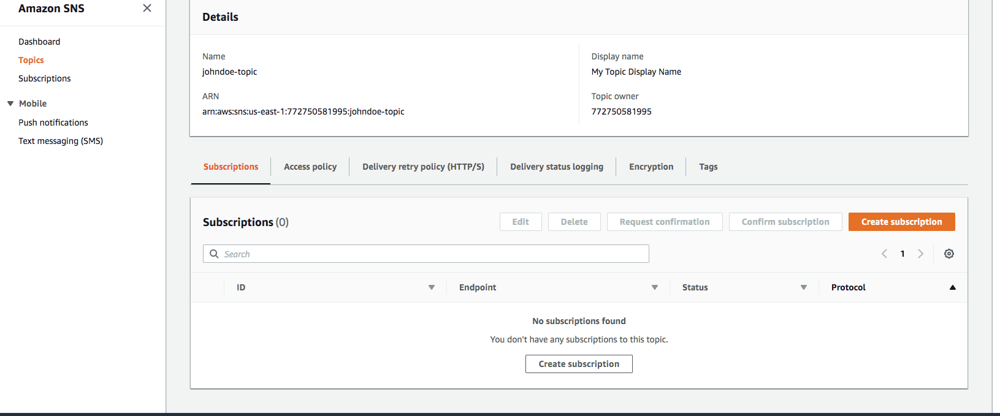 Amazon SNS
Dashboard
Topics
Subscriptions
Mobile
Push notifications
Text messaging (SMS)
Details
Name
johndoe-topic
Display name
My Topic Display Name
ARN
arn:aws:sns:us-east-1:772750581995:johndoe-topic
Topic owner
772750581995
Subscriptions Access policy Delivery retry policy (HTTP/S) Delivery status logging Encryption Tags
Subscriptions (0) Edit Delete Request confirmation Confirm subscription Create subscription
Search 1
ID Endpoint Status Protocol
No subscriptions found
You don't have any subscriptions to this topic.
Create subscription